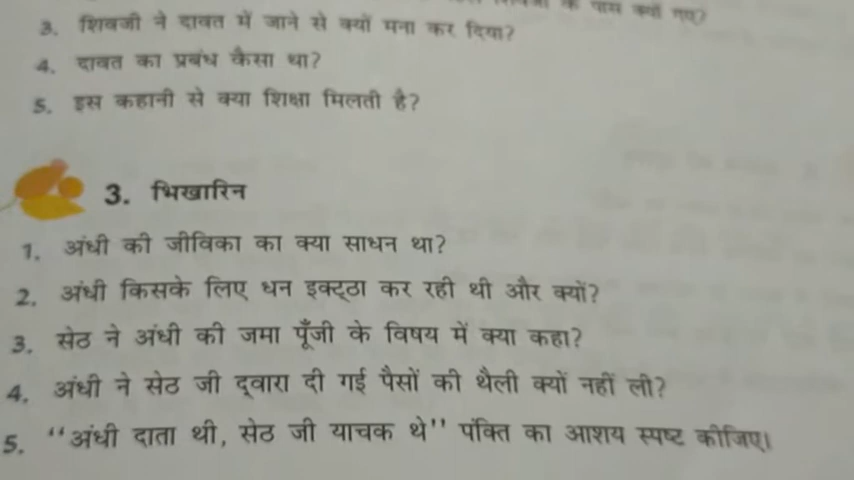 के पास क्यों गए?
3. शिवजी ने दावत में जाने से क्यों मना कर दिया?
4. दावत का प्रबंध कैसा था?
5. इस कहानी से क्या शिक्षा मिलती है?
3. भिखारिन
1. अंधी की जीविका का क्या साधन था?
2. अंधी किसके लिए धन इक्ट्ठा कर रही थी और क्यों?
3. सेठ ने अंधी की जमा पूँजी के विषय में क्या कहा?
4. अंधी ने सेठ जी द्वारा दी गई पैसों की थैली क्यों नहीं ली?
5. "अंधी दाता थी, सेठ जी याचक थे" पंक्ति का आशय स्पष्ट कीजिए।